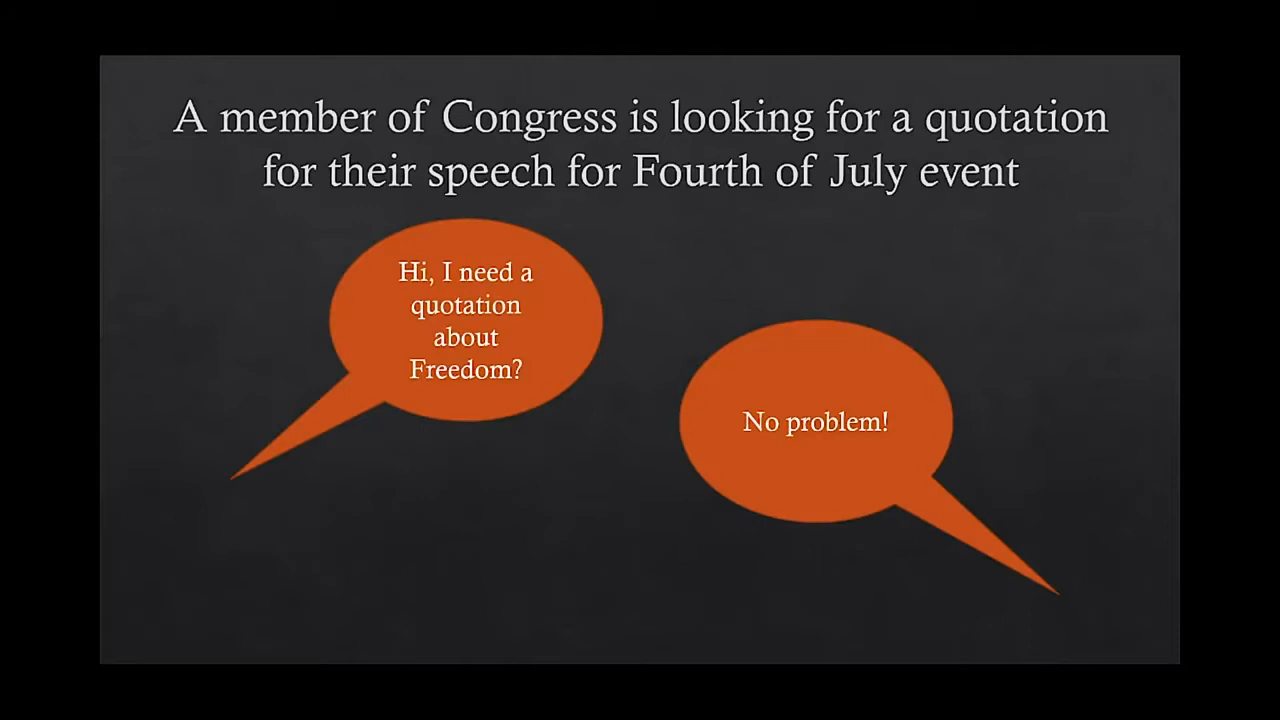 A member of Congress is looking for a quotation
for their speech for Fourth of July event
Hi, I need a
quotation
about
Freedom?
No problem!